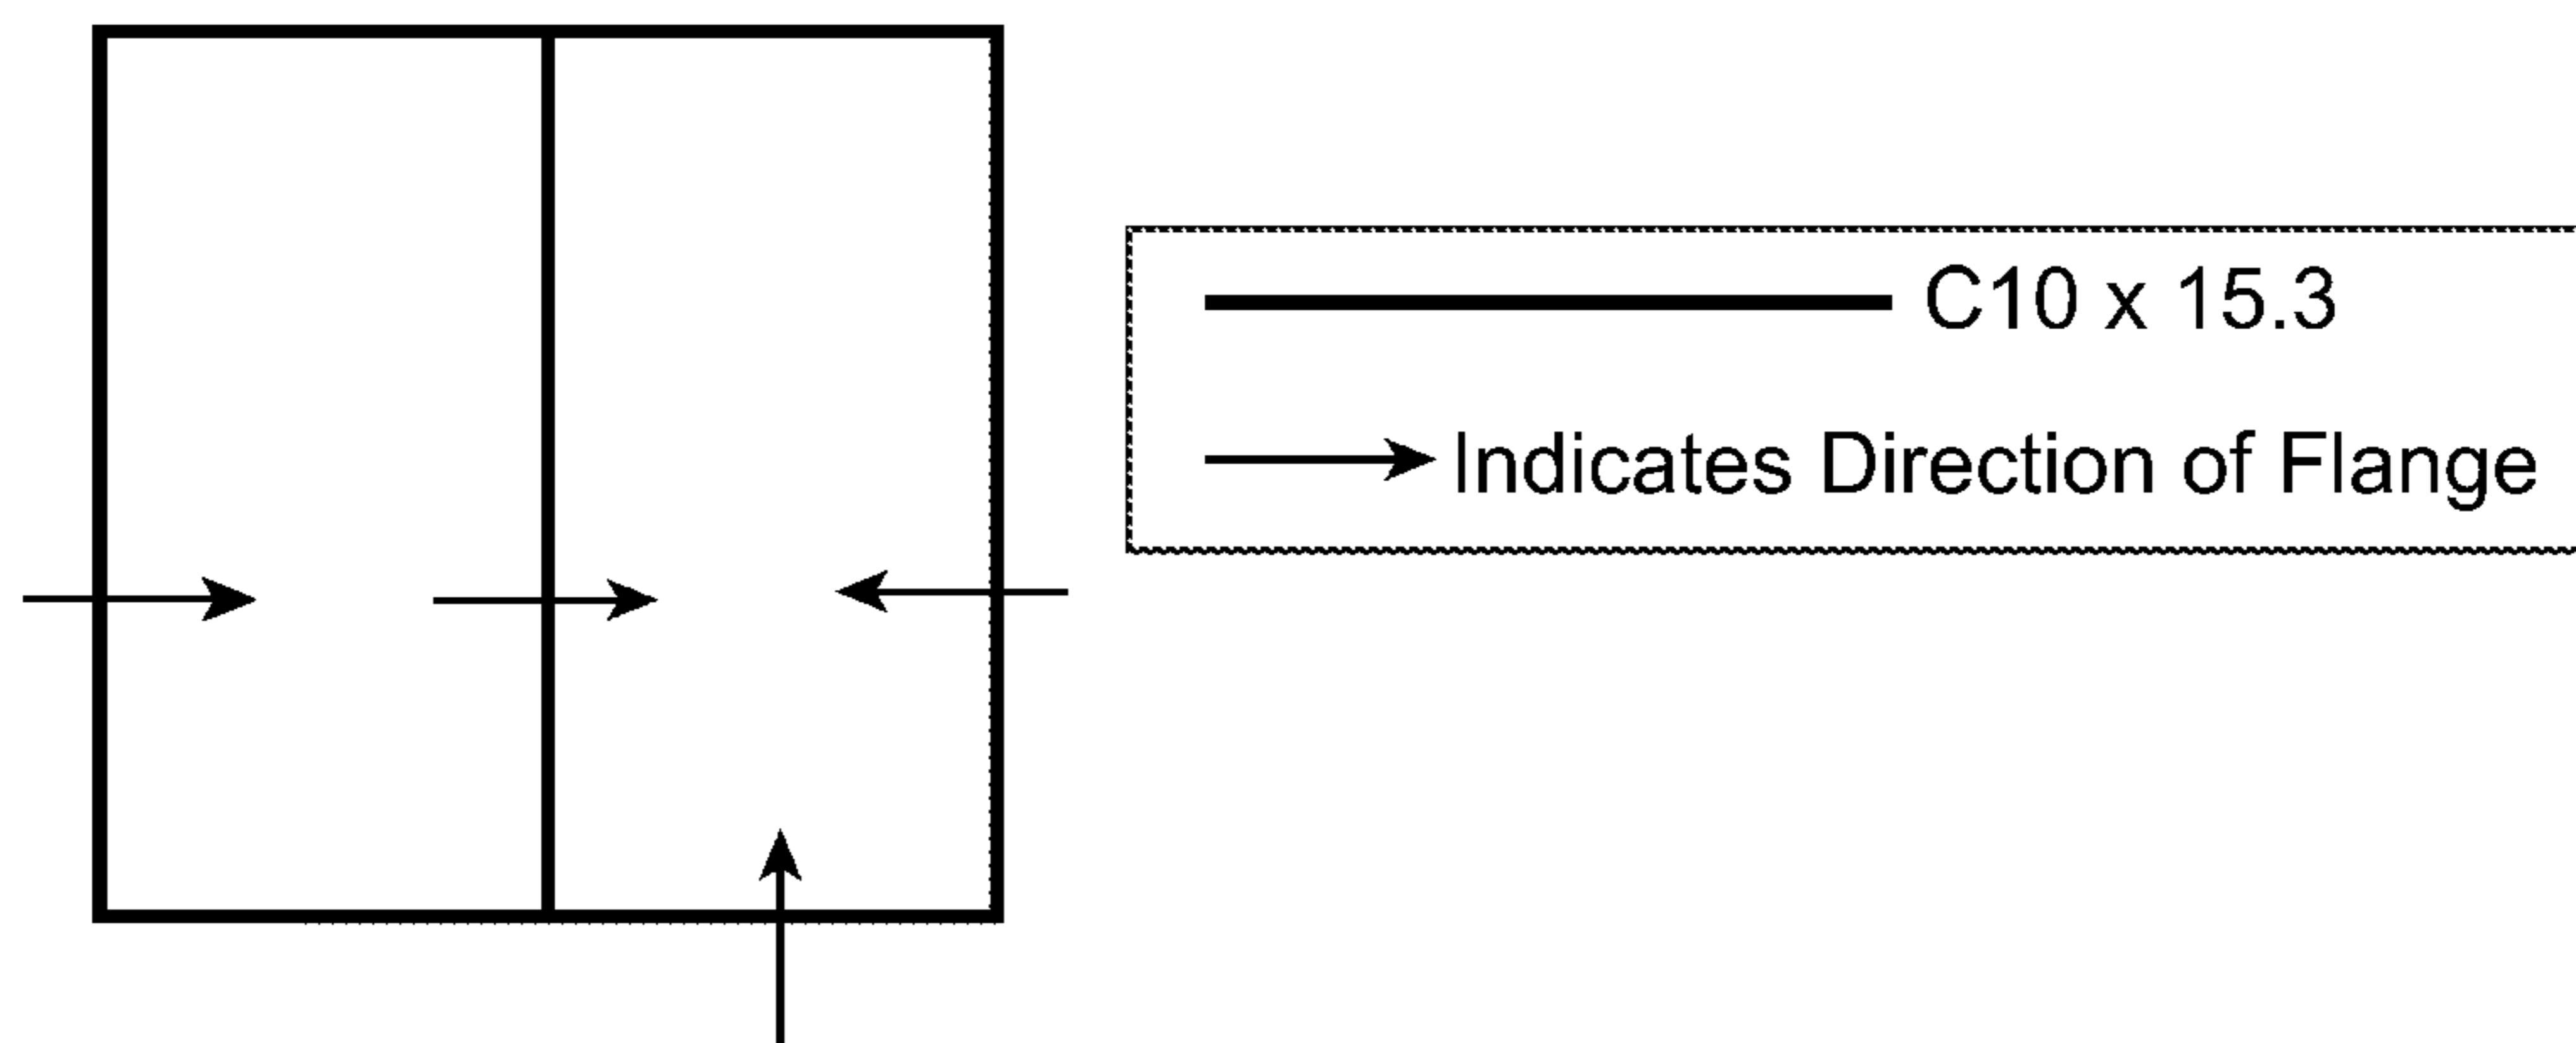 C10 x 15.3
Indicates Direction of Flange